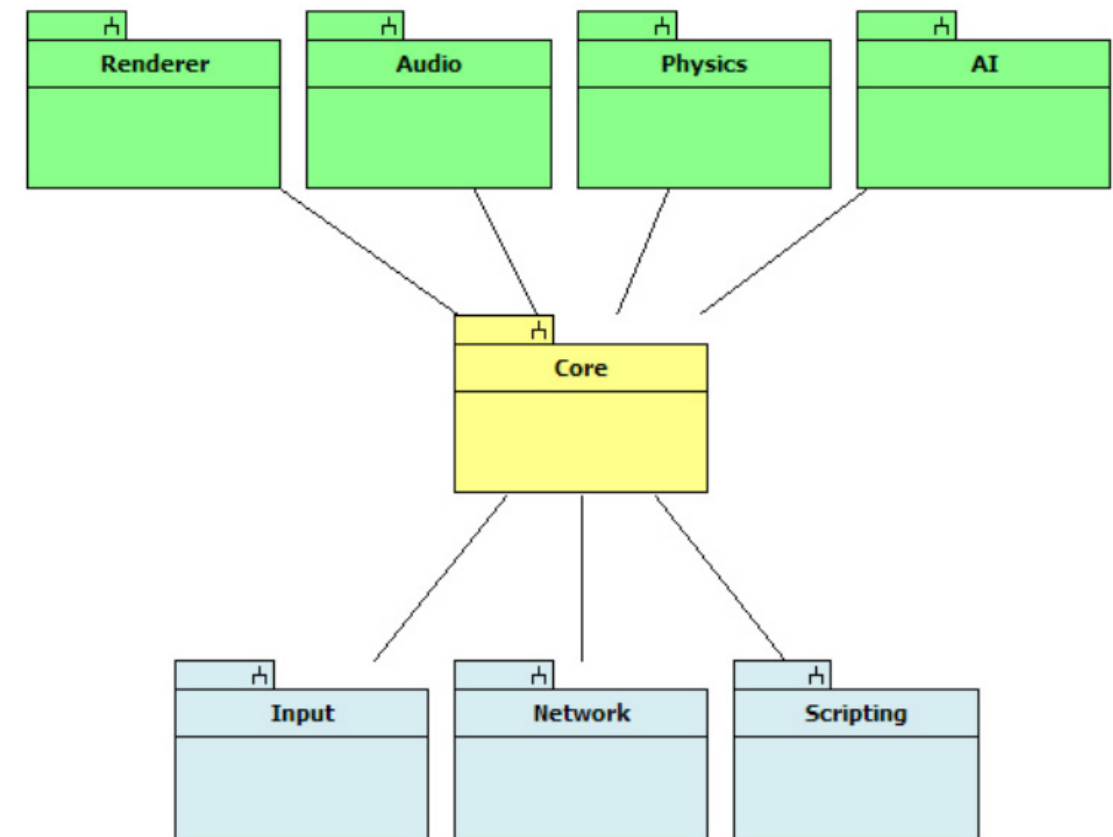 Renderer
Audio
Physics
AI
Core
Input
Network
Scripting